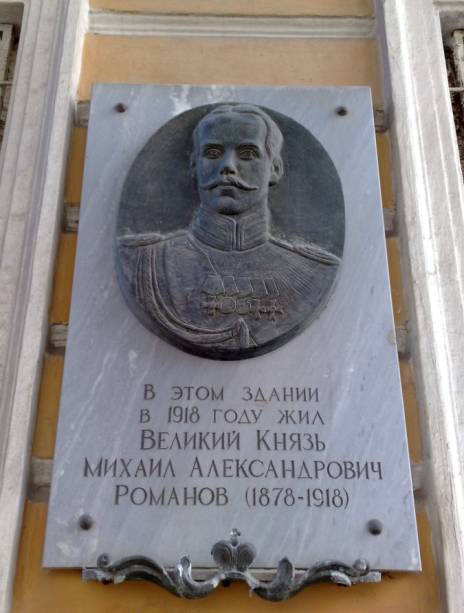 В ЭТОМ ЗДАНИИ
В 1918 ГОДУ ЖИЛ
ВЕЛИКИЙ КНЯЗЬ
МИХАИЛ АЛЕКСАНДРОВИЧ
РОМАНОВ (1878-1918)